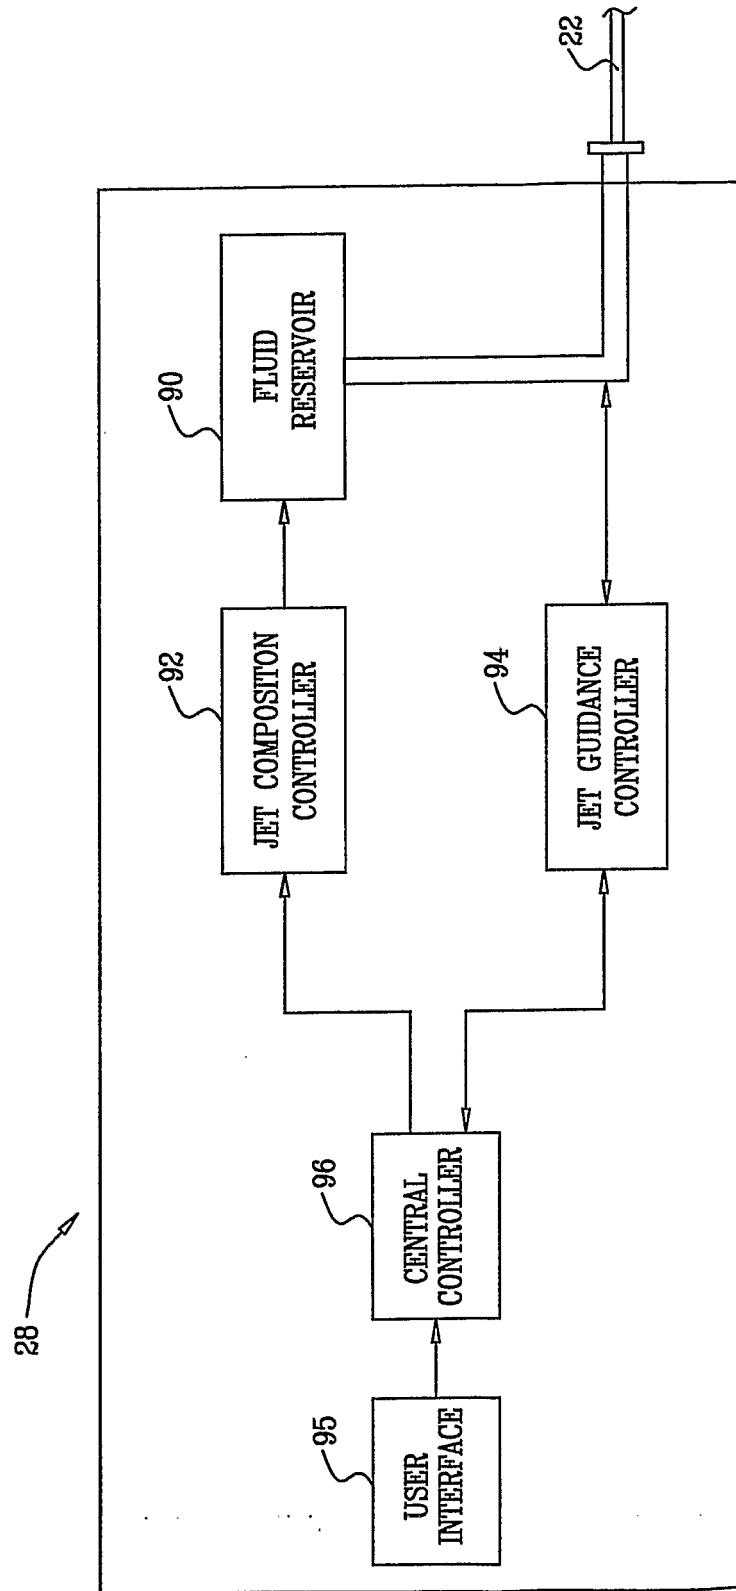 28
95
USER
INTERFACE
96
CENTRAL
CONTROLLER
92
JET COMPOSITON
CONTROLLER
90
FLUID
RESERVOIR
94
JET GUIDANCE
CONTROLLER
22